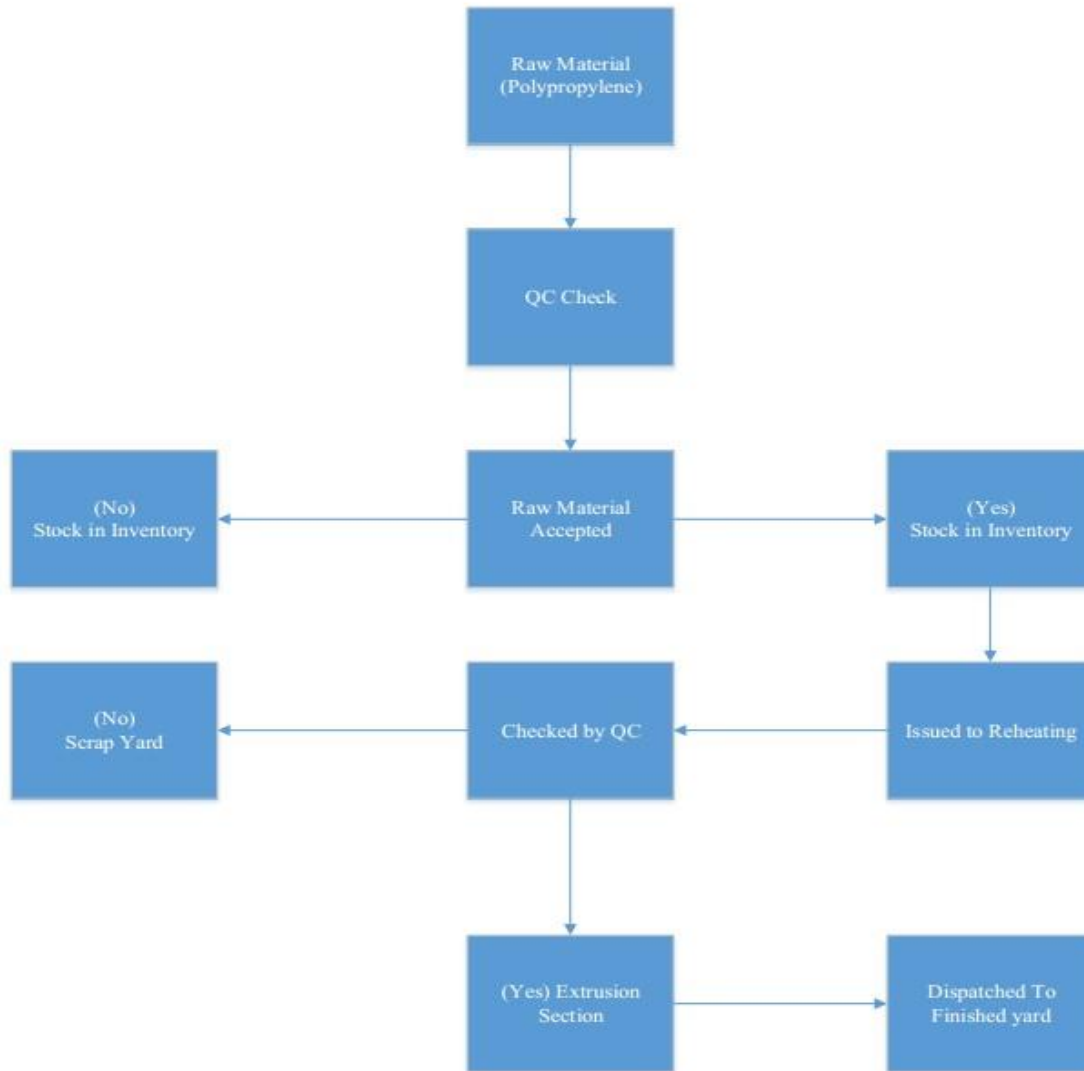 Raw Material
(Polypropylene)
QC Check
(No)
Stock in Inventory
Raw Material
Accepted
(Yes)
Stock in Inventory
(No)
Scrap Yard
Checked by QC
Issued to Reheating
(Yes) Extrusion
Section
Dispatched To
Finished yard